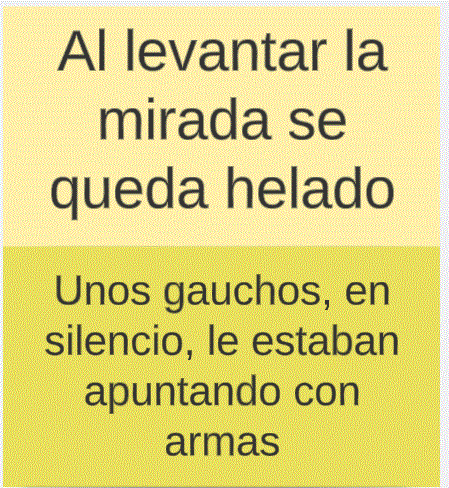 Al levantar la
mirada se
queda helado
Unos gauchos, en
silencio, le estaban
apuntando con
armas